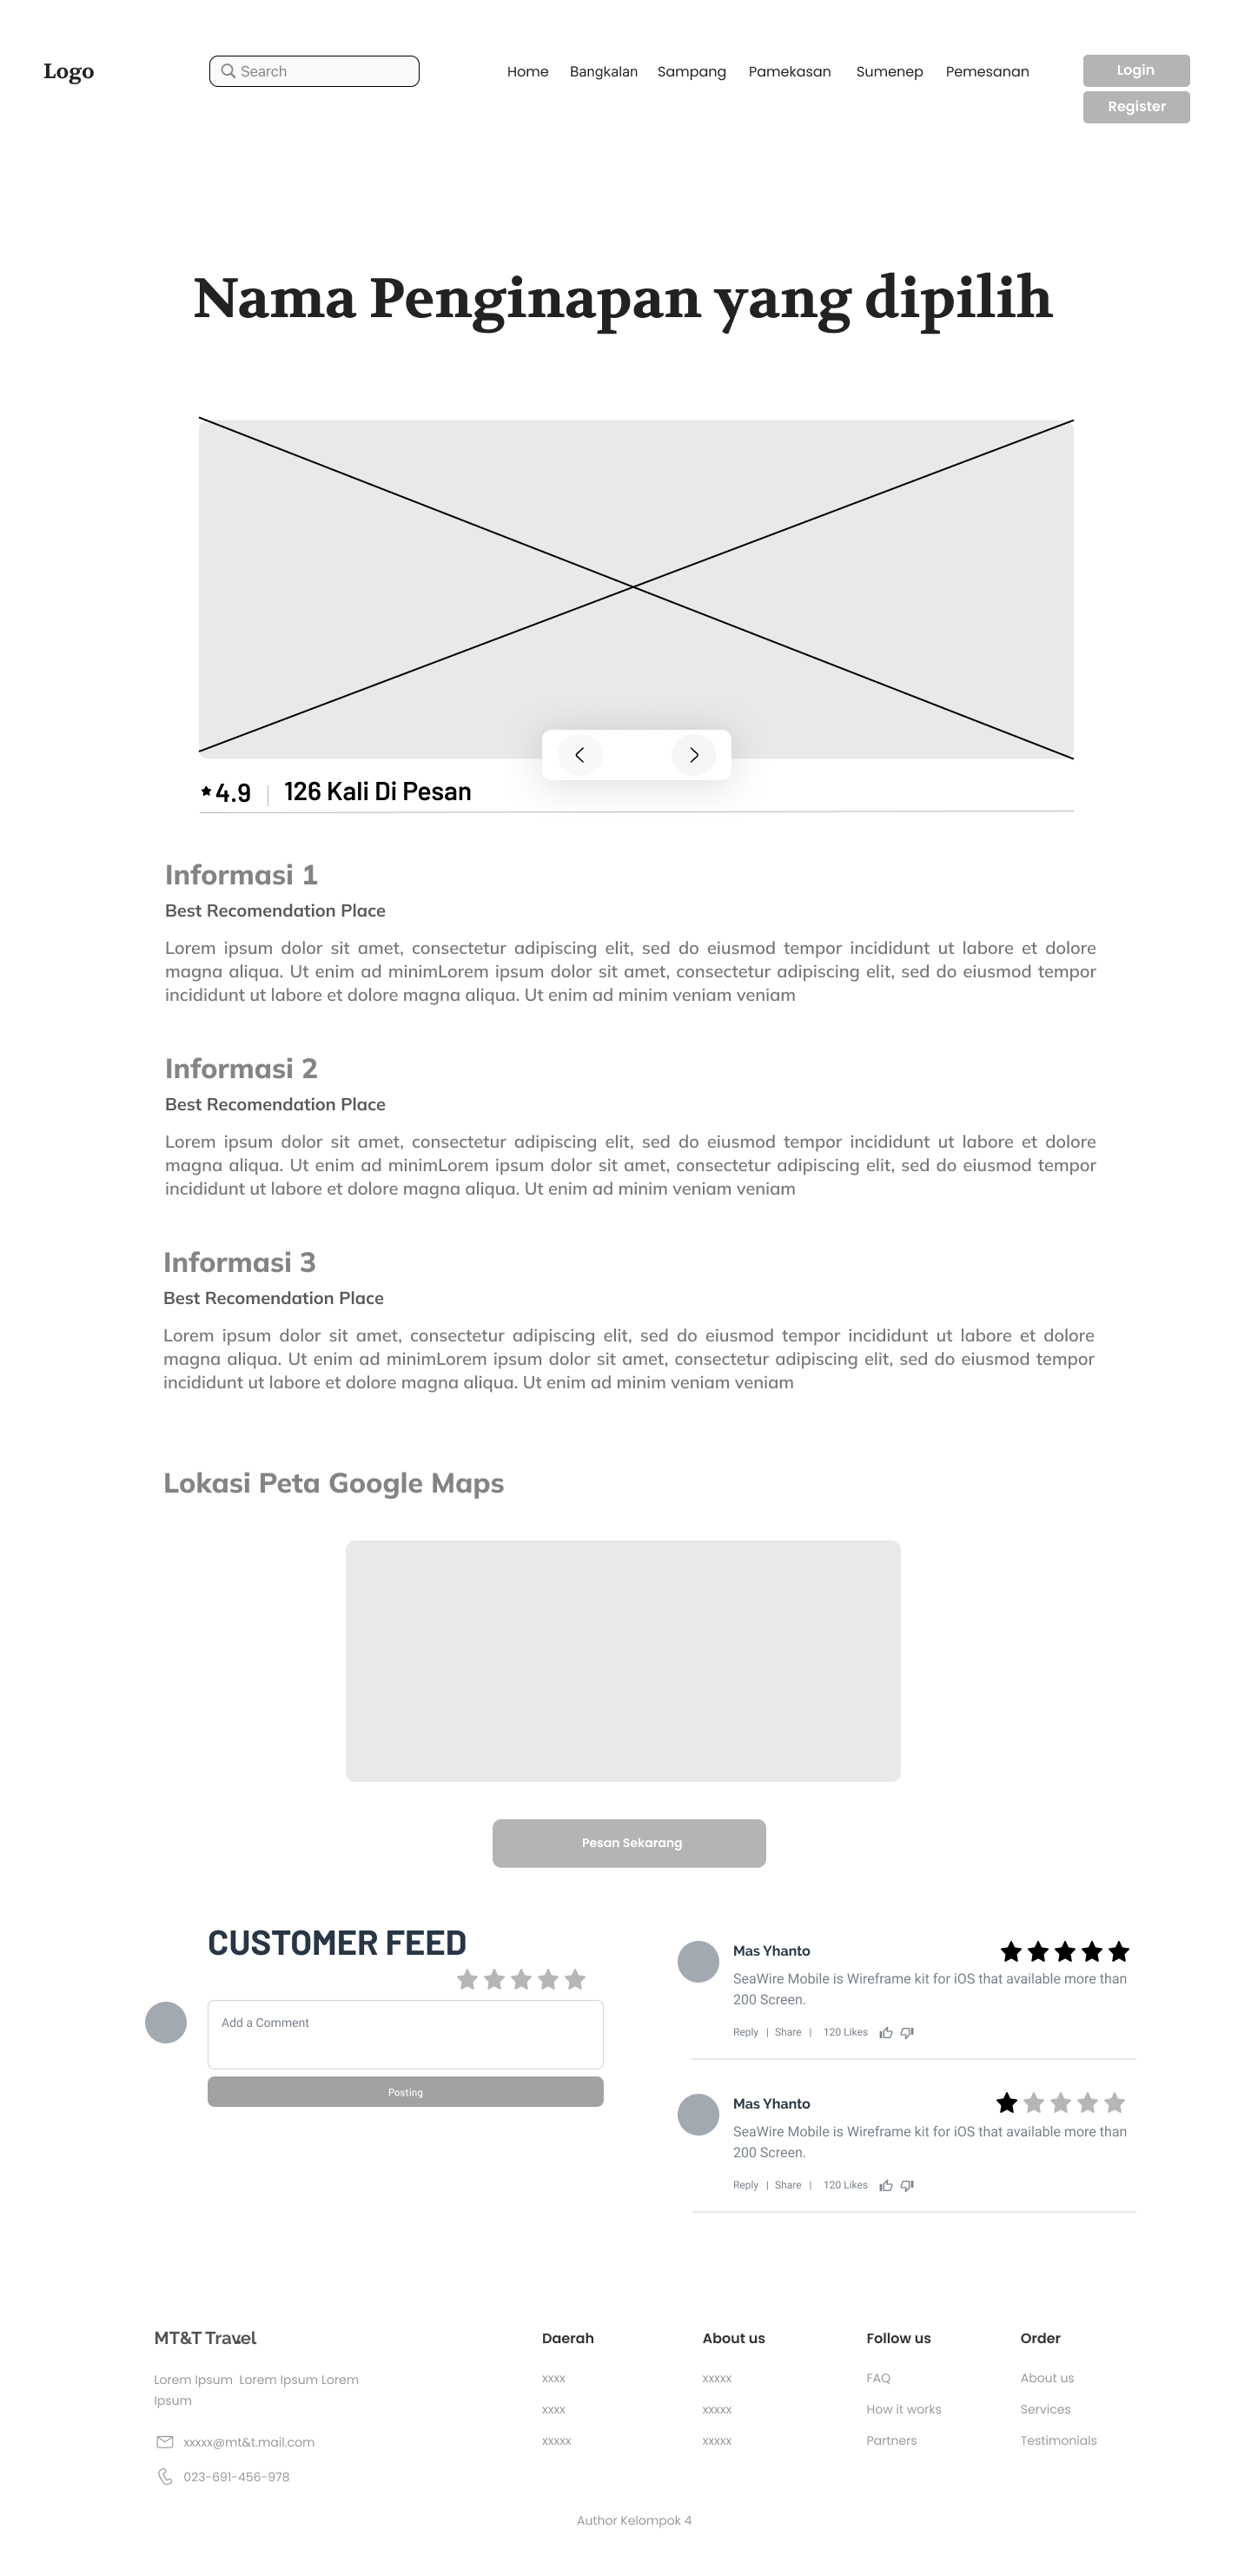 Logo
Search
Home Bangkalan Sampang Pamekasan Sumenep Pemesanan
Login
Register
Nama Penginapan yang dipilih
4.9 | 126 Kali Di Pesan
Informasi 1
Best Recomendation Place
Lorem ipsum dolor sit amet, consectetur adipiscing elit, sed do eiusmod tempor incididunt ut labore et dolore
magna aliqua. Ut enim ad minimLorem ipsum dolor sit amet, consectetur adipiscing elit, sed do eiusmod tempor
incididunt ut labore et dolore magna aliqua. Ut enim ad minim veniam veniam
Informasi 2
Best Recomendation Place
Lorem ipsum dolor sit amet, consectetur adipiscing elit, sed do eiusmod tempor incididunt ut labore et dolore
magna aliqua. Ut enim ad minimLorem ipsum dolor sit amet, consectetur adipiscing elit, sed do eiusmod tempor
incididunt ut labore et dolore magna aliqua. Ut enim ad minim veniam veniam
Informasi 3
Best Recomendation Place
Lorem ipsum dolor sit amet, consectetur adipiscing elit, sed do eiusmod tempor incididunt ut labore et dolore
magna aliqua. Ut enim ad minimLorem ipsum dolor sit amet, consectetur adipiscing elit, sed do eiusmod tempor
incididunt ut labore et dolore magna aliqua. Ut enim ad minim veniam veniam
Lokasi Peta Google Maps
Pesan Sekarang
CUSTOMER FEED
Add a Comment
Posting
Mas Yhanto
SeaWire Mobile is Wireframe kit for iOS that available more than
200 Screen.
Reply | Share | 120 Likes
Mas Yhanto
SeaWire Mobile is Wireframe kit for iOS that available more than
200 Screen.
Reply | Share | 120 Likes
MT&T Travel
Lorem Ipsum Lorem Ipsum Lorem
Ipsum
xxxxx@mt&t.mail.com
023-691-456-978
Daerah
xxxx
xxxx
xxxxx
About us
xxxxx
xxxxx
xxxxx
Follow us
FAQ
How it works
Partners
Order
About us
Services
Testimonials
Author Kelompok 4